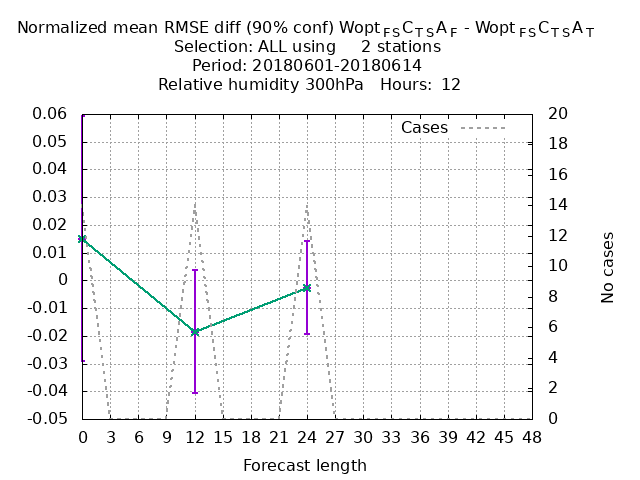 Normalized mean RMSE diff (90% conf) Wopt FS C TS A F - Wopt FS C TS A T
Selection: ALL using 2 stations
Period: 20180601-20180614
Relative humidity 300hPa Hours: 12
Cases
0.06
0.05
0.04
0.03
0.02
0.01
0
-0.01
-0.02
-0.03
-0.04
-0.05
20
18
16
14
12
10
8
6
4
2
0
No cases
0 3 6 9 12 15 18 21 24 27 30 33 36 39 42 45 48
Forecast length